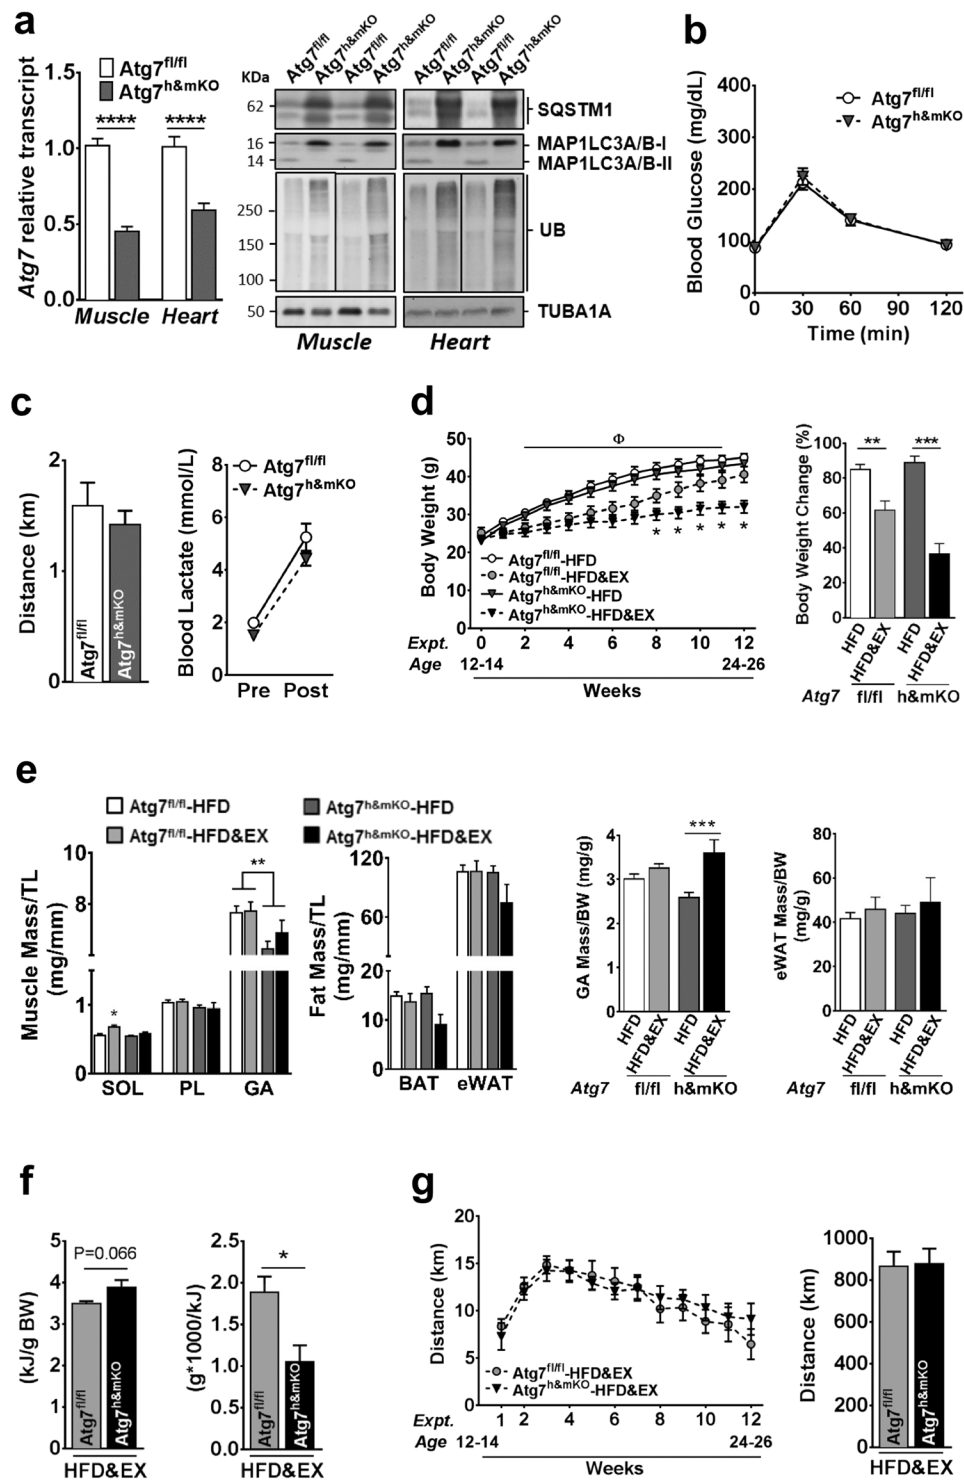 a
Atg7 relative transcript
1.5
1.0
0.5
0.0
Atg7fl/fl
Atg7h&mKO
****
****
Muscle
Heart
KDa
Atg7fl/fl
Atg7h&mKO
Atg7fl/fl
Atg7h&mKO
Atg7fl/fl
Atg7h&mKO
Atg7fl/fl
Atg7h&mKO
62
SQSTM1
16
MAP1LC3A/B-I
14
MAP1LC3A/B-II
250
UB
150
100
50
TUBA1A
Muscle
Heart
b
Blood Glucose (mg/dL)
400
300
200
100
0
Atg7fl/fl
Atg7h&mKO
0 30 60 90 120
Time (min)
c
Distance (km)
2
1
0
Atg7fl/fl
Atg7h&mKO
Blood Lactate (mmol/L)
8
6
4
2
0
Atg7fl/fl
Atg7h&mKO
Pre Post
d
Body Weight (g)
50
40
30
20
10
0
Φ
* * * * *
Atg7fl/fl-HFD
Atg7fl/fl-HFD&EX
Atg7h&mKO-HFD
Atg7h&mKO-HFD&EX
Expt. 0 2 4 6 8 10 12
Age 12-14 24-26
Weeks
Body Weight Change (%)
100
80
60
40
20
0
** ***
HFD
HFD&EX
HFD
HFD&EX
Atg7 fl/fl h&mKO
e
Atg7fl/fl-HFD
Atg7h&mKO-HFD
Atg7fl/fl-HFD&EX
Atg7h&mKO-HFD&EX
Muscle Mass/TL
(mg/mm)
10
8
1
0
*
**
SOL PL GA
Fat Mass/TL
(mg/mm)
120
60
20
10
0
BAT eWAT
GA Mass/BW (mg/g)
4
3
2
1
0
***
HFD
HFD&EX
HFD
HFD&EX
Atg7 fl/fl h&mKO
eWAT Mass/BW
(mg/g)
80
60
40
20
0
HFD
HFD&EX
HFD
HFD&EX
Atg7 fl/fl h&mKO
f
(kJ/g BW)
5
4
3
2
1
0
P=0.066
Atg7fl/fl
Atg7h&mKO
HFD&EX
(g*1000/kJ)
2.5
2.0
1.5
1.0
0.5
0.0
*
Atg7fl/fl
Atg7h&mKO
HFD&EX
g
Distance (km)
20
15
10
5
0
Atg7fl/fl-HFD&EX
Atg7h&mKO-HFD&EX
Expt. 1 2 4 6 8 10 12
Age 12-14 24-26
Weeks
Distance (km)
1000
800
600
400
200
0
Atg7fl/fl
Atg7h&mKO
HFD&EX